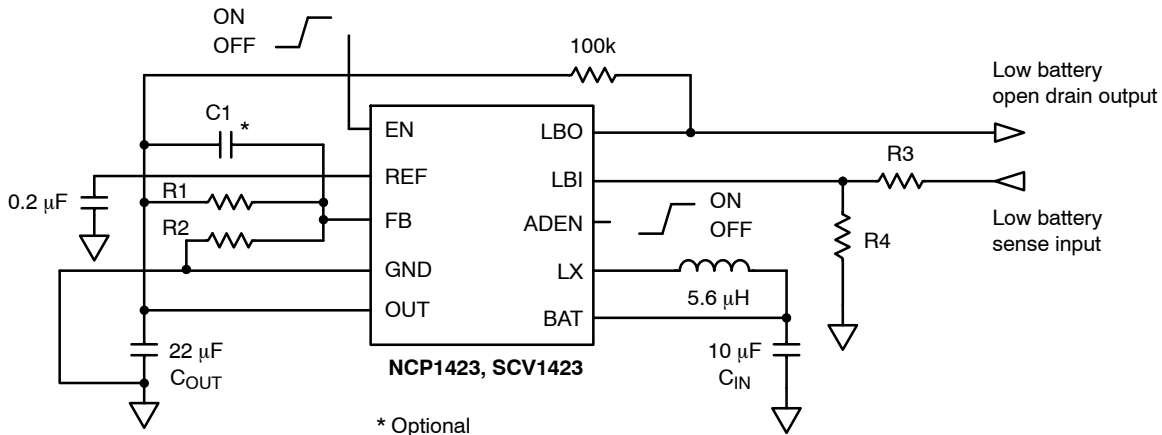 ON
OFF
100k
Low battery
open drain output
C1
*
EN
LBO
R3
REF
LBI
0.2 μF
R1
ON
FB
ADEN
OFF
Low battery
sense input
R2
R4
GND
LX
5.6 μH
OUT
BAT
22 μF
COUT
10 μF
CIN
NCP1423, SCV1423
* Optional